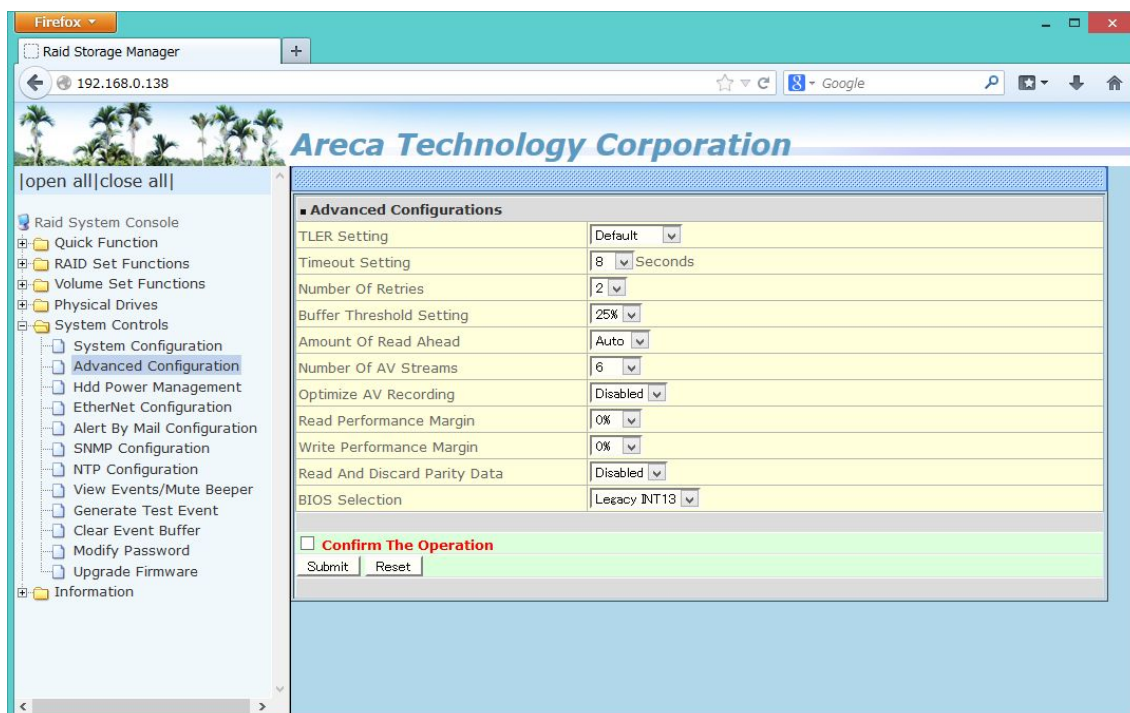 Firefox
Raid Storage Manager
192.168.0.138
Google
Areca Technology Corporation
|open all|close all|
Raid System Console
Quick Function
RAID Set Functions
Volume Set Functions
Physical Drives
System Controls
System Configuration
Advanced Configuration
Hdd Power Management
EtherNet Configuration
Alert By Mail Configuration
SNMP Configuration
NTP Configuration
View Events/Mute Beeper
Generate Test Event
Clear Event Buffer
Modify Password
Upgrade Firmware
Information
Advanced Configurations
TLER Setting Default
Timeout Setting 8 Seconds
Number Of Retries 2
Buffer Threshold Setting 25%
Amount Of Read Ahead Auto
Number Of AV Streams 6
Optimize AV Recording Disabled
Read Performance Margin 0%
Write Performance Margin 0%
Read And Discard Parity Data Disabled
BIOS Selection Legacy INT13
Confirm The Operation
Submit Reset